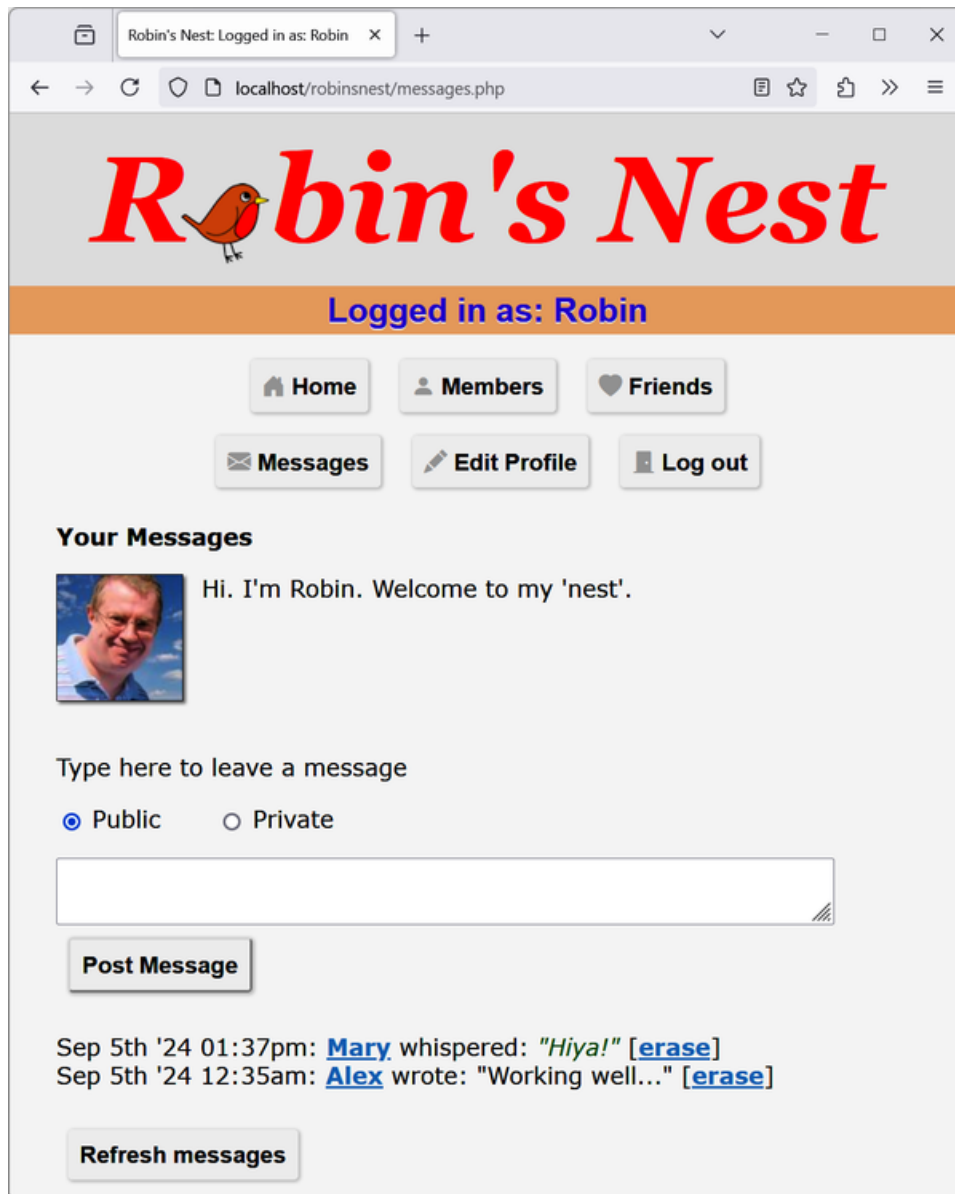 Robin's Nest: Logged in as: Robin
localhost/robinsnest/messages.php
Robin's Nest
Logged in as: Robin
Home Members Friends
Messages Edit Profile Log out
Your Messages
Hi. I'm Robin. Welcome to my 'nest'.
Type here to leave a message
Public Private
Post Message
Sep 5th '24 01:37pm: Mary whispered: "Hiya!" [erase]
Sep 5th '24 12:35am: Alex wrote: "Working well..." [erase]
Refresh messages